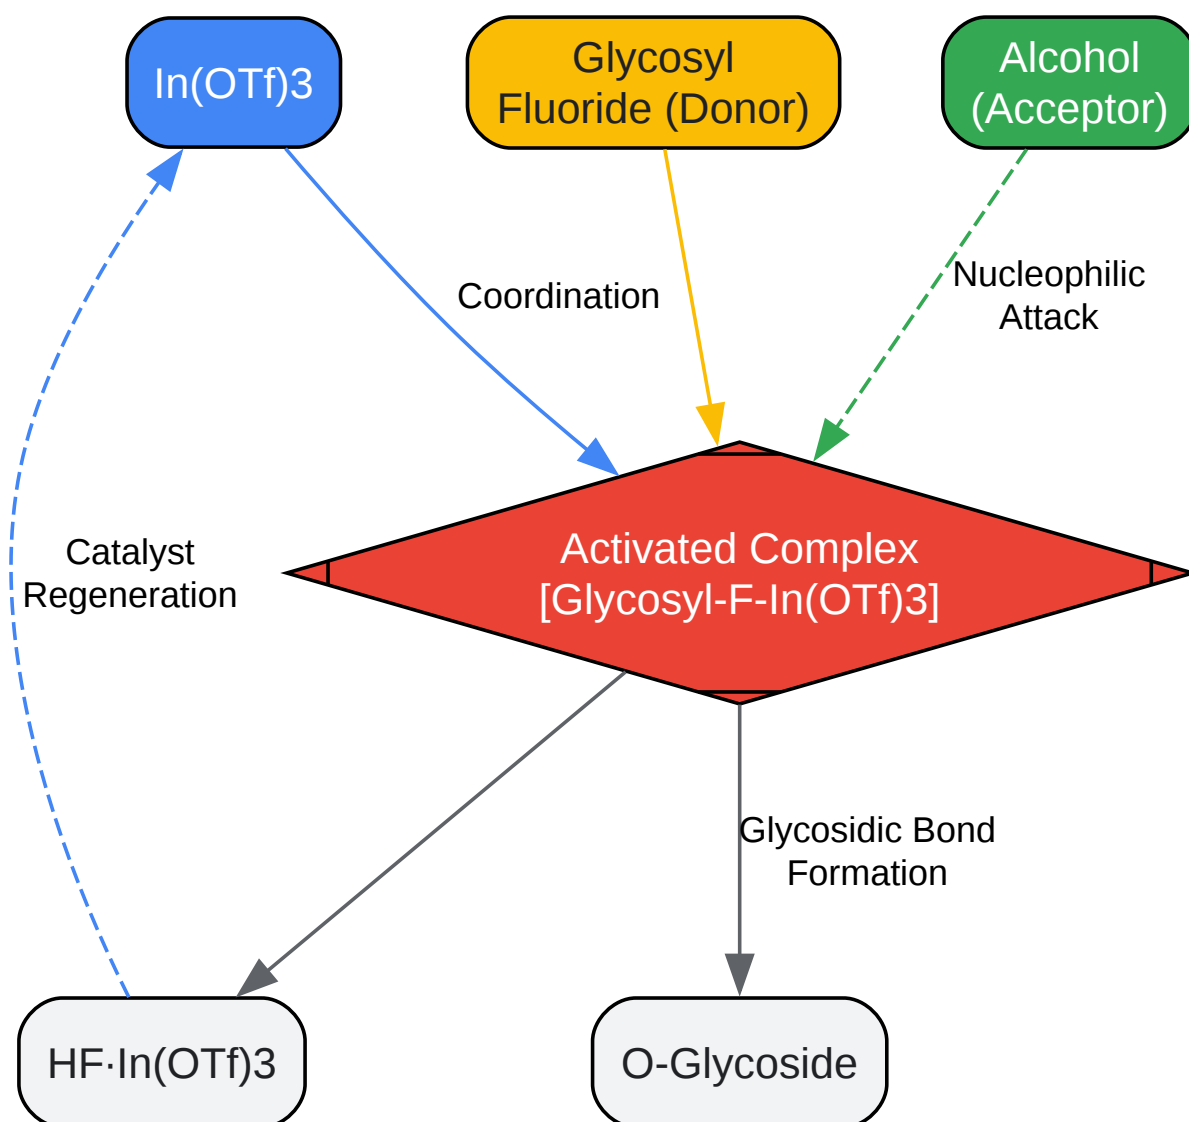 In(OTf)3
Glycosyl
Fluoride (Donor)
Alcohol
(Acceptor)
Coordination
Nucleophilic
Attack
Catalyst
Regeneration
Activated Complex
[Glycosyl-F-In(OTf)3]
Glycosidic Bond
Formation
HF·In(OTf)3
O-Glycoside